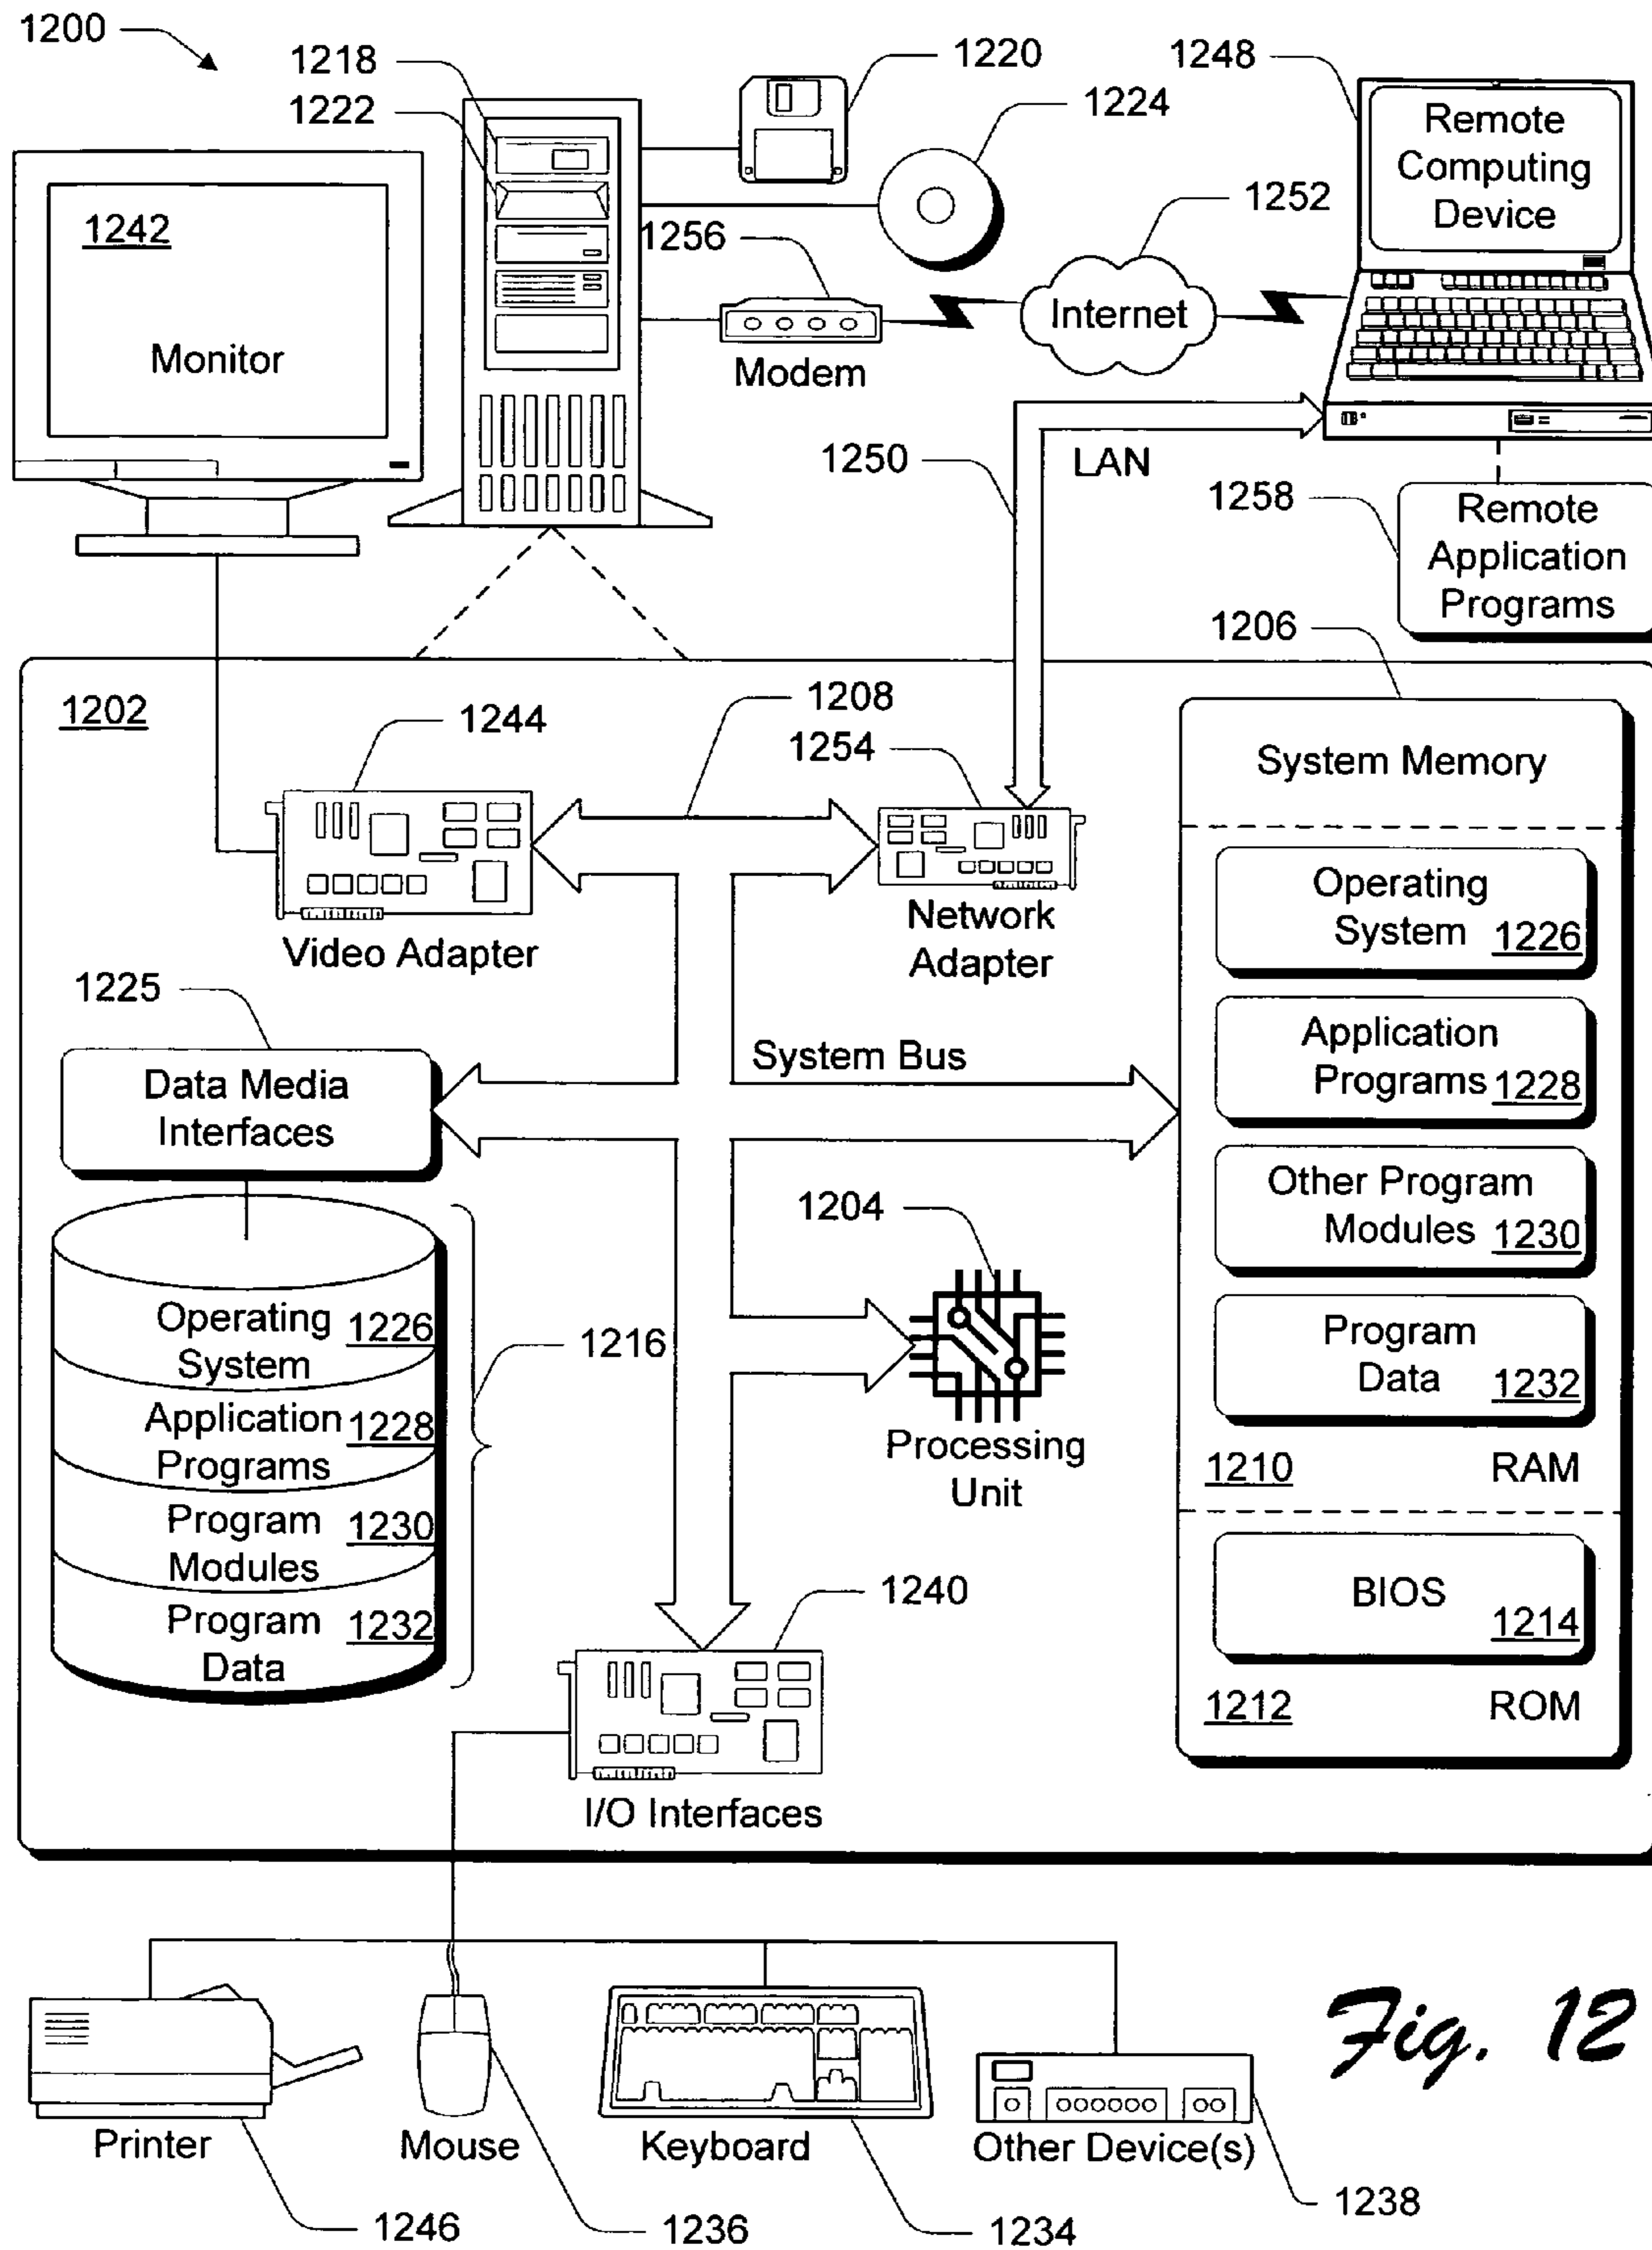 1200
1218
1222
1220
1224
1248
Remote
Computing
Device
1252
1242
1256
Internet
Monitor
Modem
1250
LAN
1258
Remote
Application
Programs
1206
1202
1244
1208
1254
System Memory
Operating
System 1226
Video Adapter
Network
Adapter
1225
Application
Programs 1228
System Bus
Data Media
Interfaces
Other Program
Modules 1230
1204
Operating
System 1226
1216
Program
Data 1232
Application
Programs 1228
Processing
Unit
1210 RAM
Program
Modules 1230
BIOS
1214
1240
Program
Data 1232
1212 ROM
I/O Interfaces
Fig. 12
Printer
Mouse
Keyboard
Other Device(s)
1246
1236
1234
1238